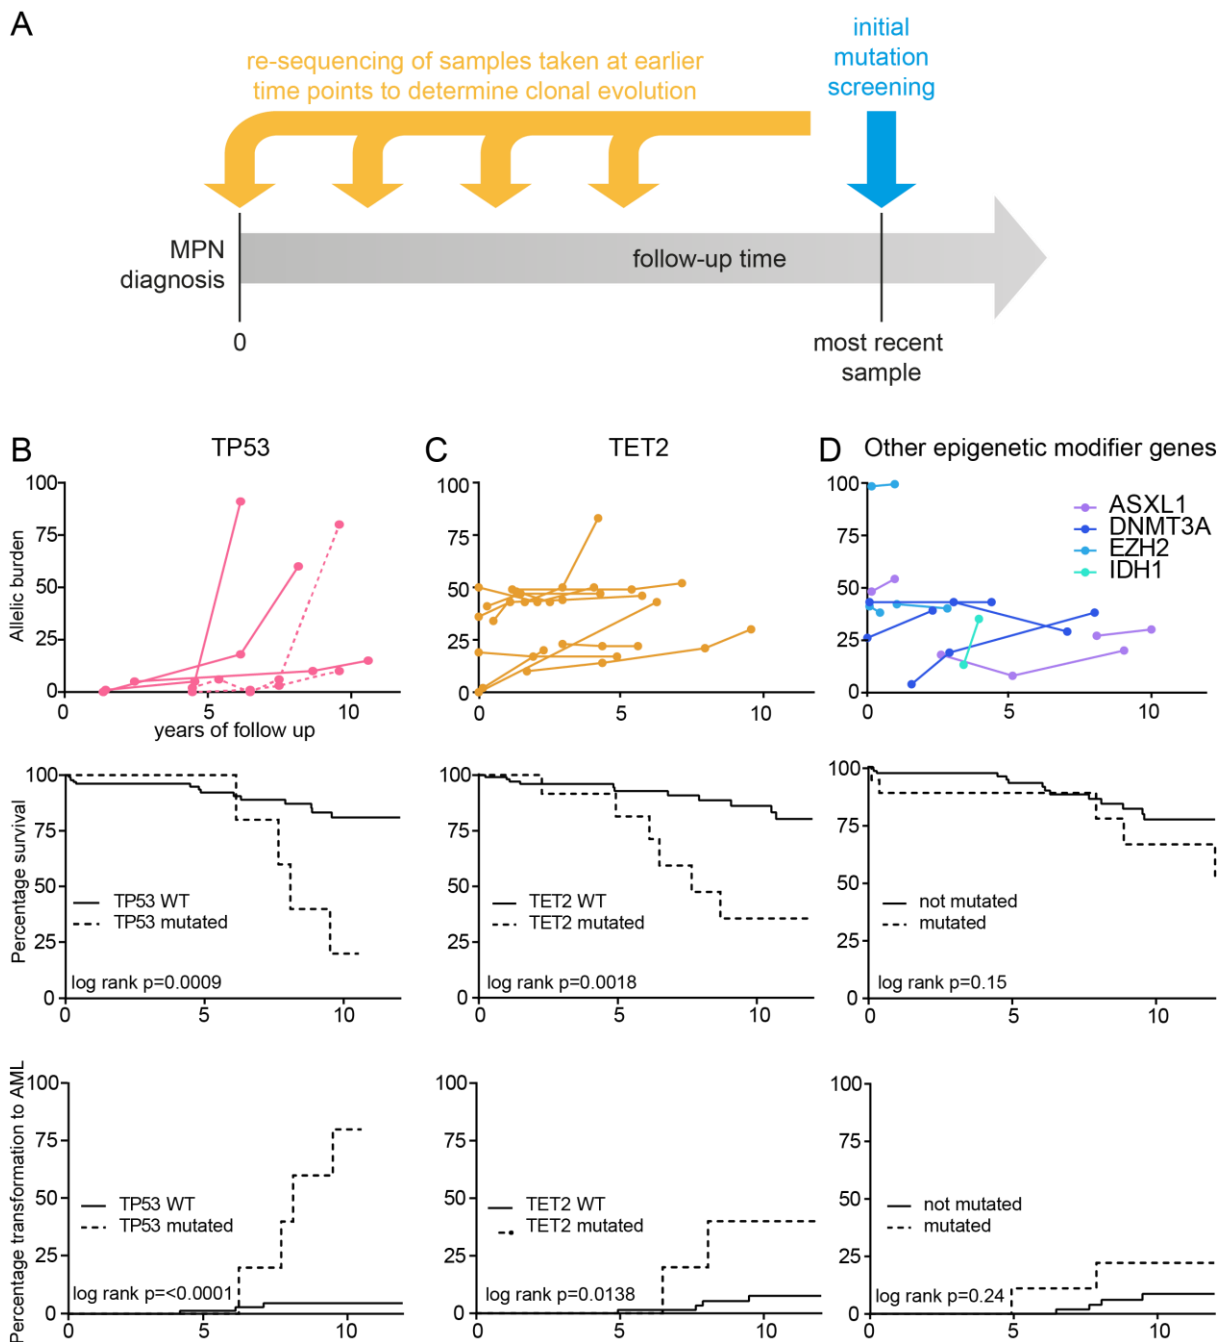 A
re-sequencing of samples taken at earlier
time points to determine clonal evolution
initial
mutation
screening
MPN
diagnosis
follow-up time
0
most recent
sample
B
TP53
C
TET2
D
Other epigenetic modifier genes
Allelic burden
100
75
50
25
0
0
5
10
years of follow up
100
75
50
25
0
0
5
10
100
75
50
25
0
0
5
10
ASXL1
DNMT3A
EZH2
IDH1
Percentage survival
100
75
50
25
0
TP53 WT
TP53 mutated
log rank p=0.0009
0
5
10
100
75
50
25
0
TET2 WT
TET2 mutated
log rank p=0.0018
0
5
10
100
75
50
25
0
not mutated
mutated
log rank p=0.15
0
5
10
Percentage transformation to AML
100
75
50
25
0
TP53 WT
TP53 mutated
log rank p=<0.0001
0
5
10
100
75
50
25
0
TET2 WT
TET2 mutated
log rank p=0.0138
0
5
10
100
75
50
25
0
not mutated
mutated
log rank p=0.24
0
5
10